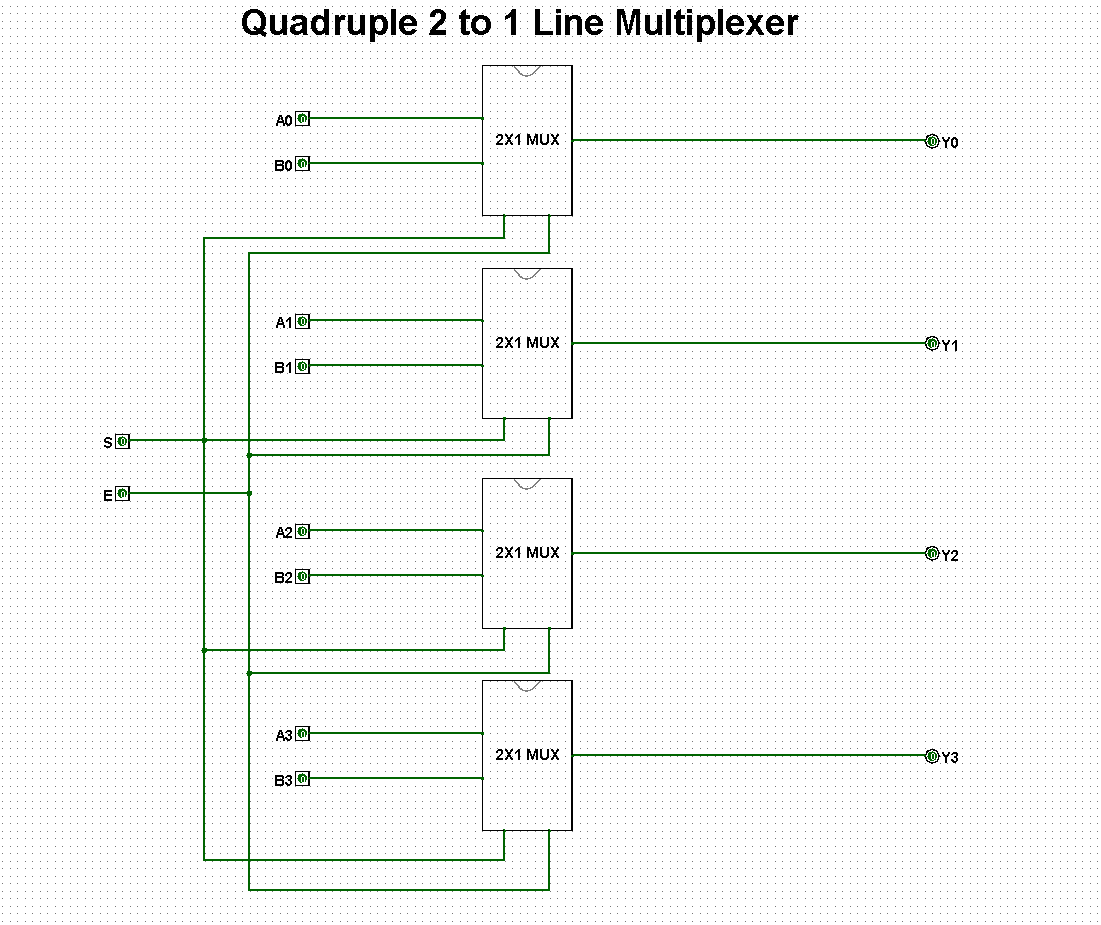 Quadruple 2 to 1 Line Multiplexer
A0 0
2X1 MUX
0 Y0
B0 0
A1 0
2X1 MUX
0 Y1
B1 0
S 0
E 0
A2 0
2X1 MUX
0 Y2
B2 0
A3 0
2X1 MUX
0 Y3
B3 0